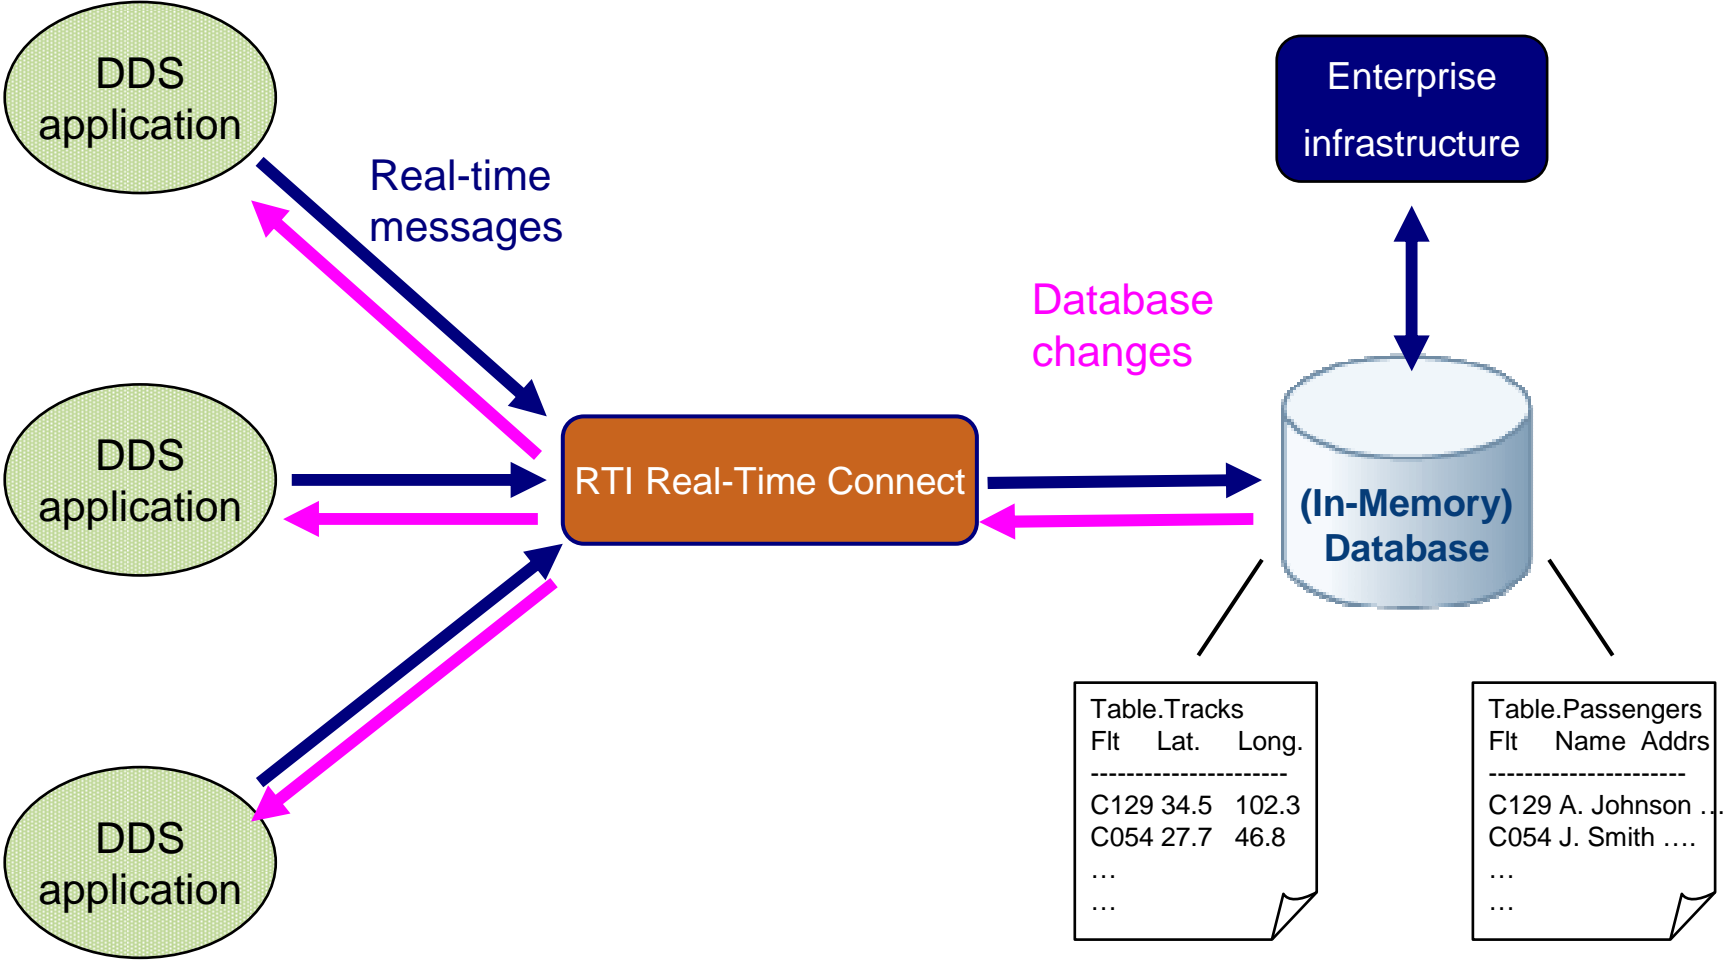 DDS
application
Real-time
messages
Enterprise
infrastructure
Database
changes
DDS
application
RTI Real-Time Connect
(In-Memory)
Database
DDS
application
Table.Tracks
Flt Lat. Long.
----------------------
C129 34.5 102.3
C054 27.7 46.8
…
…
Table.Passengers
Flt Name Addrs
----------------------
C129 A. Johnson …
C054 J. Smith ….
…
…